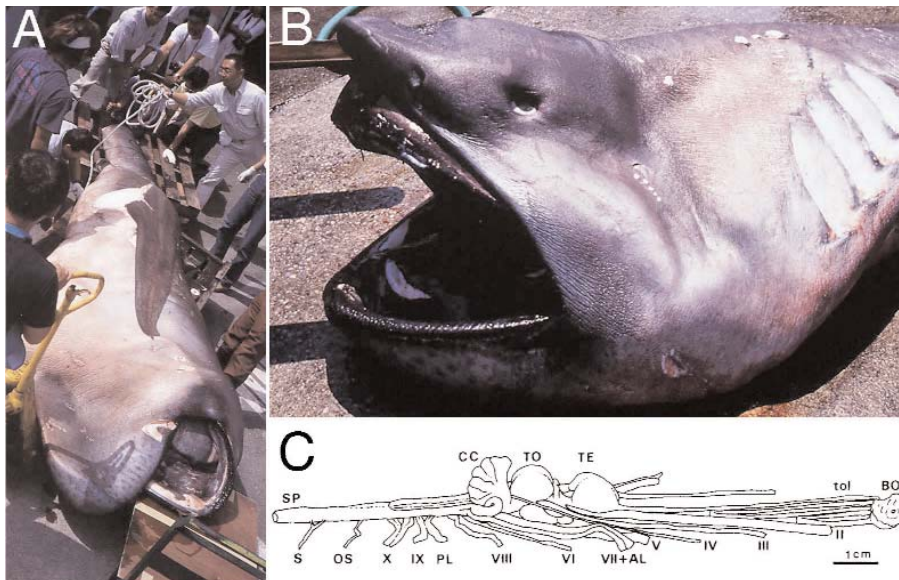 A
B
C
CC TO TE
SP
tol BO
S OS X IX PL VIII VI VII+AL V IV III II
1cm